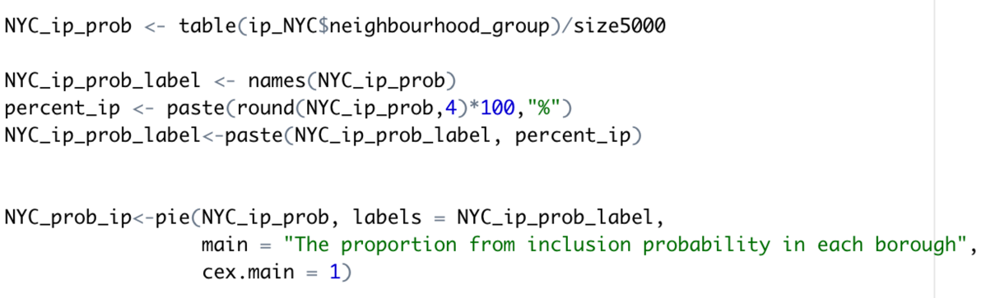 NYC_ip_prob <- table(ip_NYC$neighbourhood_group)/size5000
NYC_ip_prob_label <- names(NYC_ip_prob)
percent_ip <- paste(round(NYC_ip_prob,4)*100,"%")
NYC_ip_prob_label<-paste(NYC_ip_prob_label, percent_ip)
NYC_prob_ip<-pie(NYC_ip_prob, labels = NYC_ip_prob_label,
main = "The proportion from inclusion probability in each borough",
cex.main = 1)